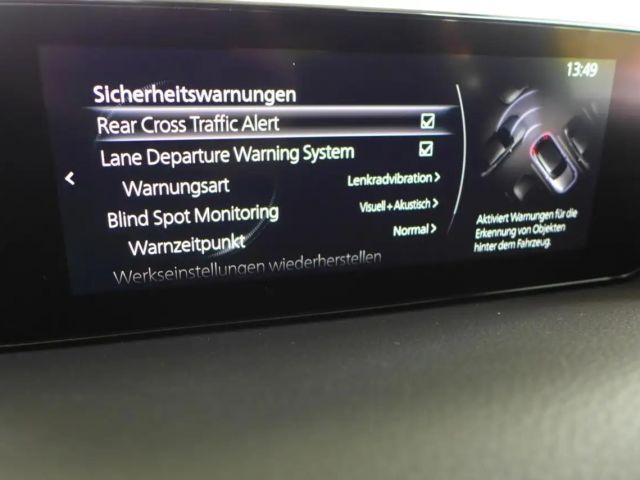 13:49
Sicherheitswarnungen
Rear Cross Traffic Alert
Lane Departure Warning System
Warnungsart Lenkradvibration >
Blind Spot Monitoring Visuell + Akustisch >
Warnzeitpunkt Normal >
Werkseinstellungen wiederherstellen
Aktiviert Warnungen für die
Erkennung von Objekten
hinter dem Fahrzeug.